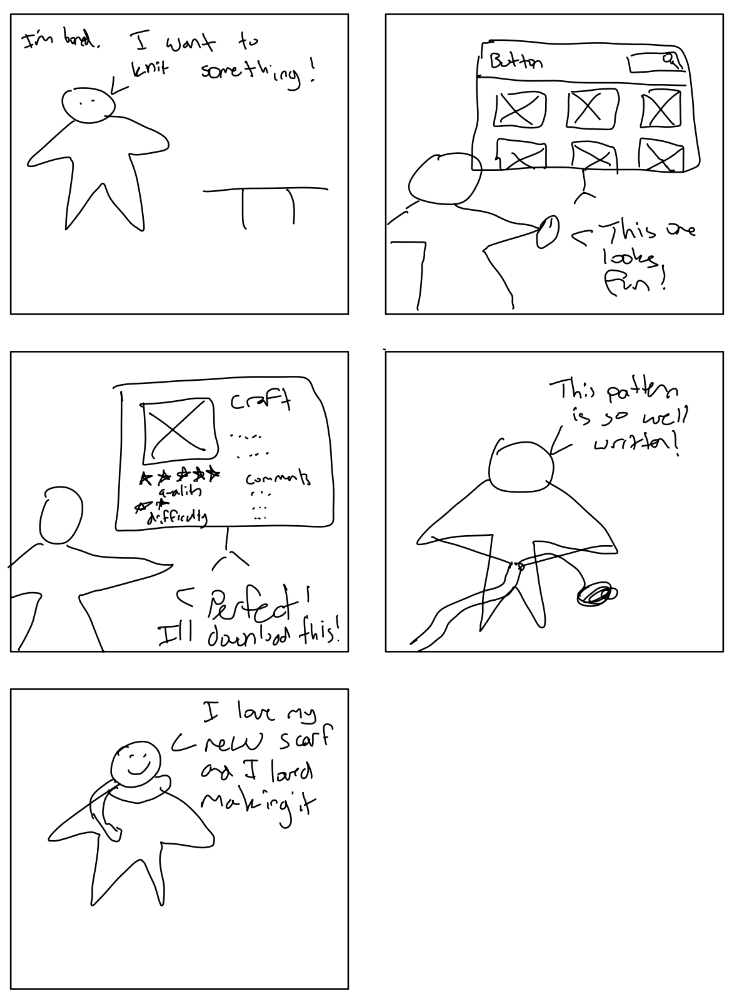 I'm bored. I want to
knit something!
Button
This one
looks
fun!
craft
quality
difficulty
comments
Perfect!
I'll download this!
This pattern
is so well
written!
I love my
new scarf
and I loved
making it